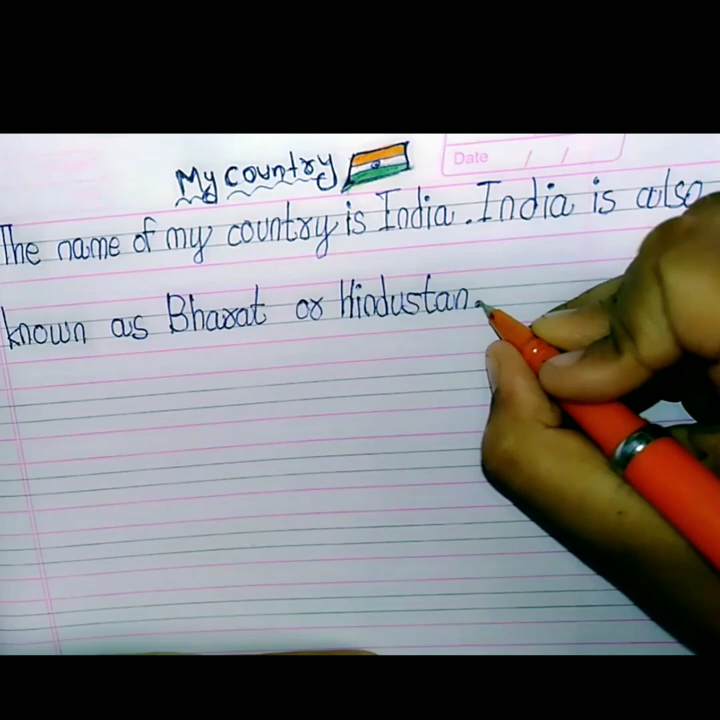 My country
Date / /
The name of my country is India. India is also
known as Bharat or Hindustan.